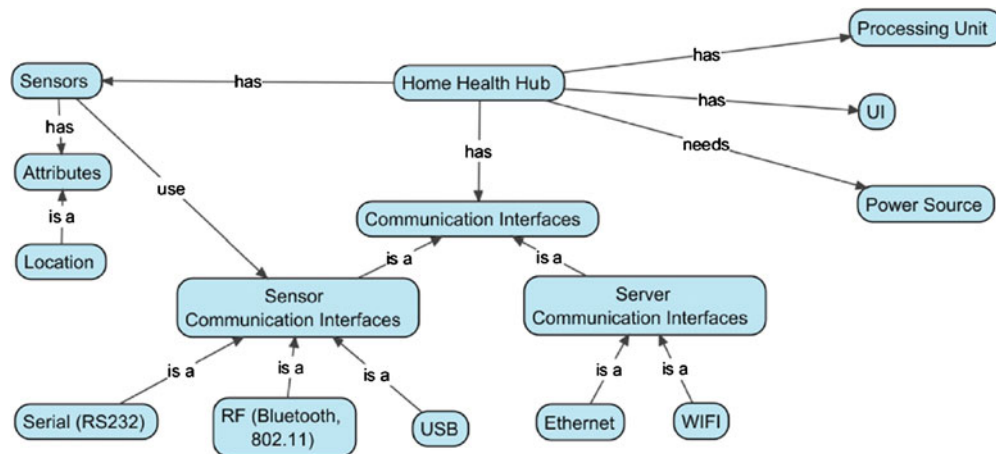 Processing Unit
Sensors
has
Home Health Hub
has
has
UI
has
has
needs
Attributes
use
Power Source
is a
Communication Interfaces
Location
is a
is a
Sensor
Communication Interfaces
Server
Communication Interfaces
is a
is a
is a
is a
is a
Serial (RS232)
RF (Bluetooth,
802.11)
USB
Ethernet
WIFI